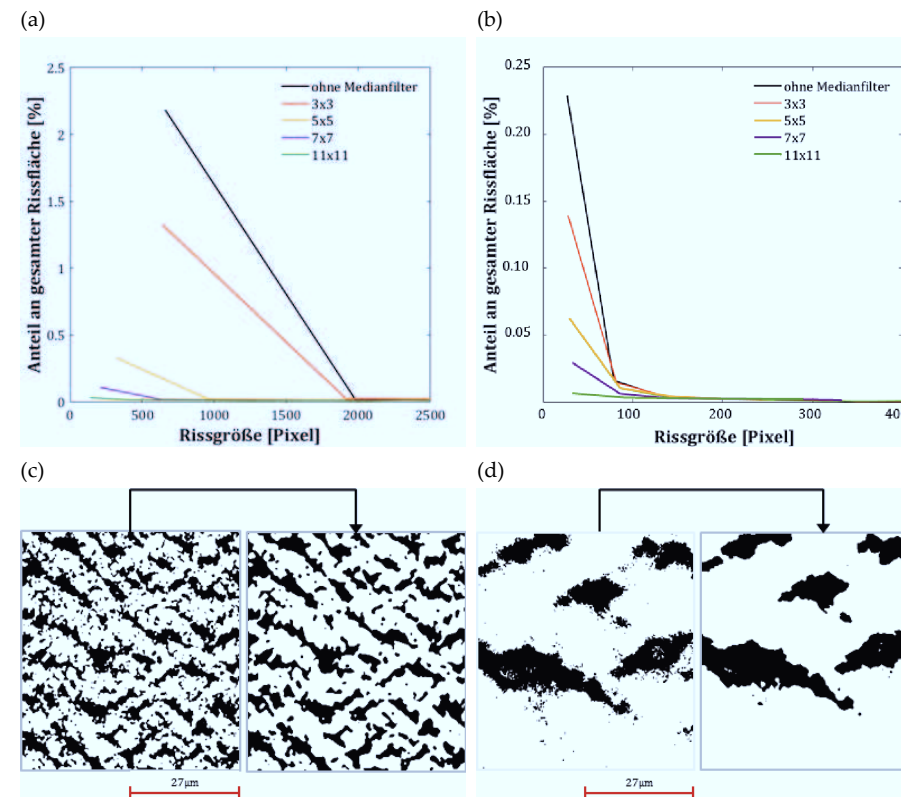 (a)
(b)
Anteil an gesamter Rissfläche [%]
2.5
2
1.5
1
0.5
0
0
500
1000
1500
2000
2500
Rissgröße [Pixel]
ohne Medianfilter
3x3
5x5
7x7
11x11
Anteil an gesamter Rissfläche [%]
0.25
0.20
0.15
0.10
0.05
0
100
200
300
400
Rissgröße [Pixel]
ohne Medianfilter
3x3
5x5
7x7
11x11
(c)
(d)
27µm
27µm